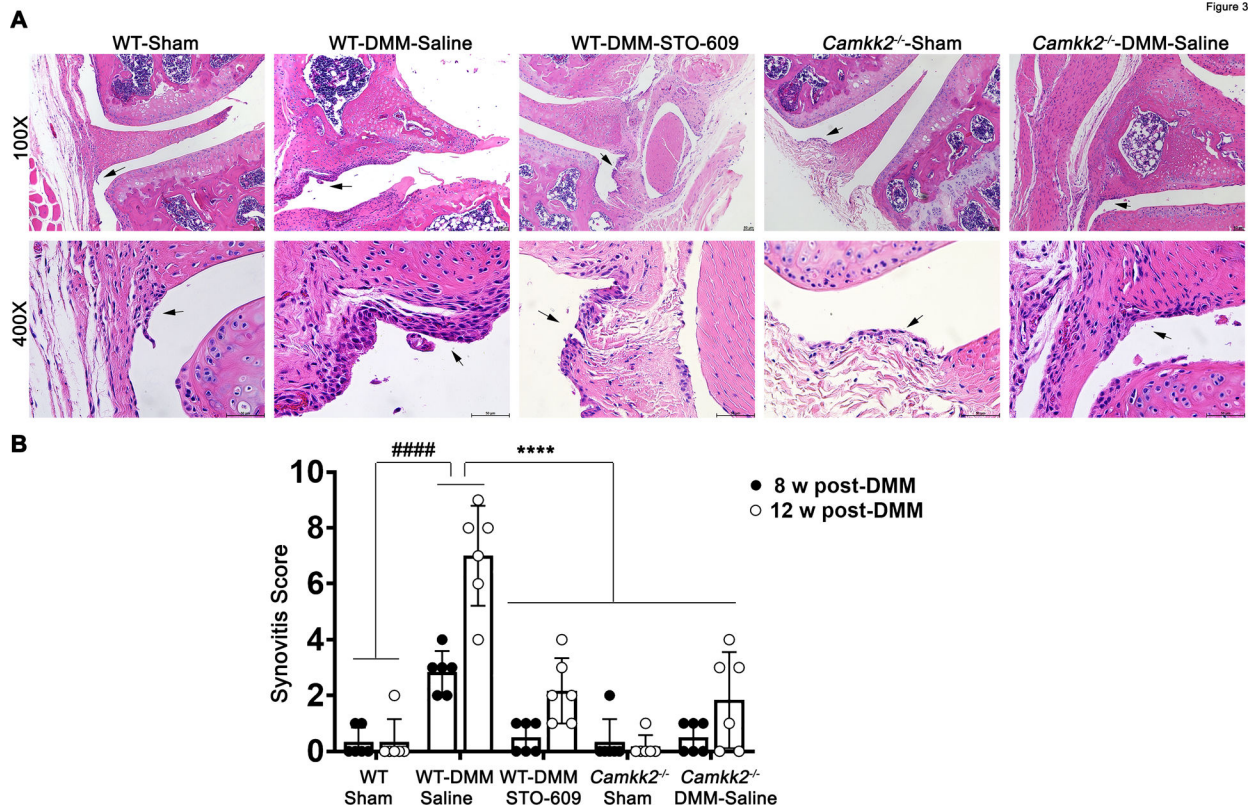 Figure 3
A
WT-Sham
WT-DMM-Saline
WT-DMM-STO-609
Camkk2-/--Sham
Camkk2-/--DMM-Saline
100X
400X
B
####
****
10
8
6
4
2
0
Synovitis Score
8 w post-DMM
12 w post-DMM
WT
Sham
WT-DMM
Saline
WT-DMM
STO-609
Camkk2-/-
Sham
Camkk2-/-
DMM-Saline